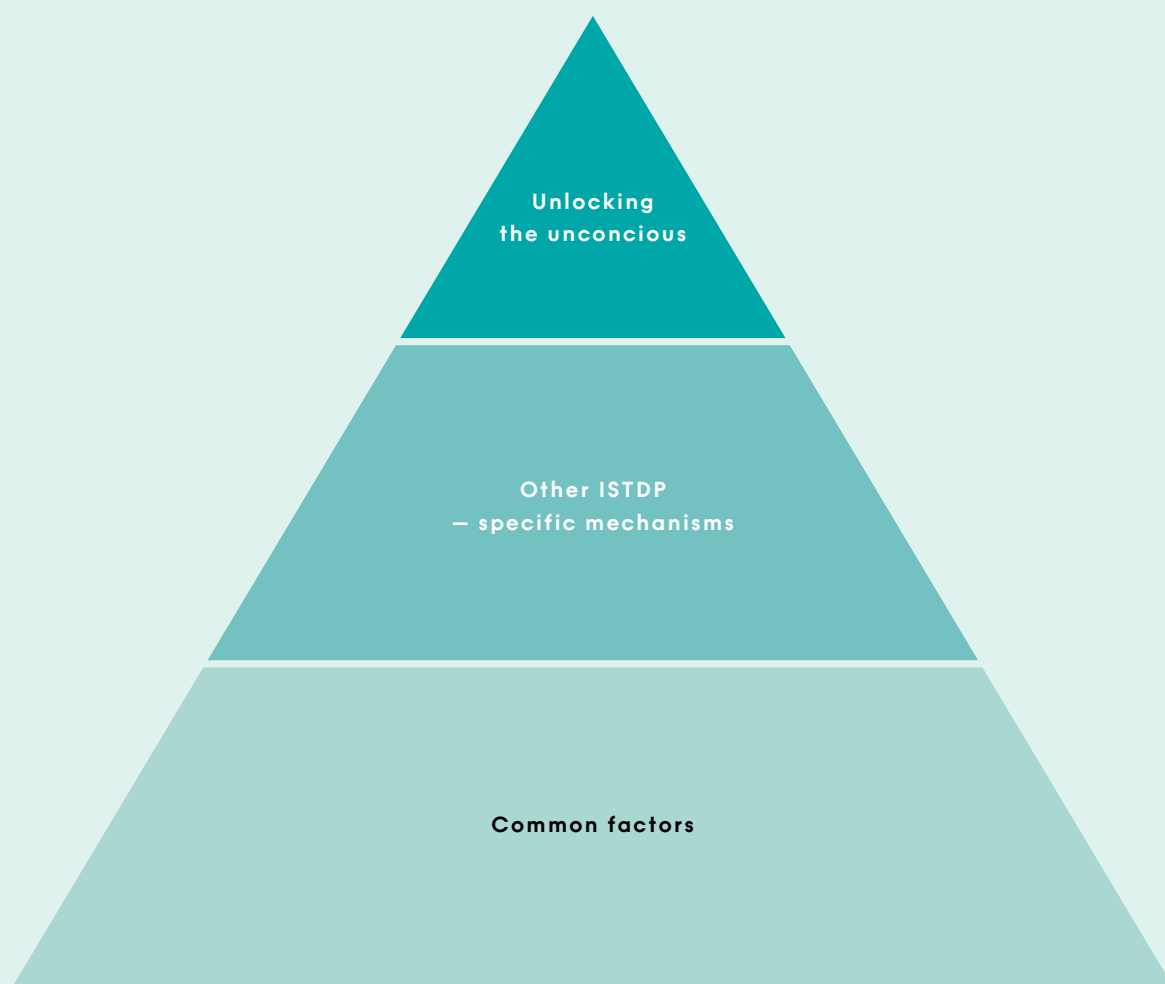 Unlocking
the unconcious
Other ISTDP
– specific mechanisms
Common factors